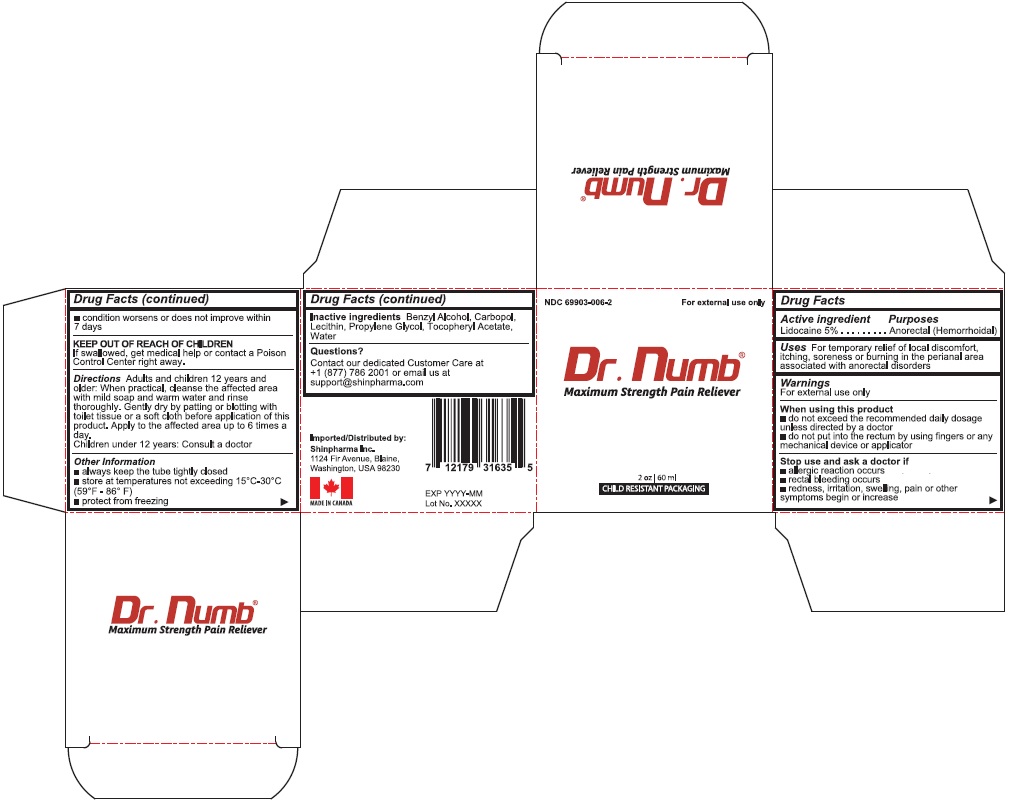 Dr. Numb®
Maximum Strength Pain Reliever
Drug Facts (continued)
■ condition worsens or does not improve within
7 days
KEEP OUT OF REACH OF CHILDREN
If swallowed, get medical help or contact a Poison
Control Center right away.
Directions Adults and children 12 years and
older: When practical, cleanse the affected area
with mild soap and warm water and rinse
thoroughly. Gently dry by patting or blotting with
toilet tissue or a soft cloth before application of this
product. Apply to the affected area up to 6 times a
day.
Children under 12 years: Consult a doctor
Other Information
■ always keep the tube tightly closed
■ store at temperatures not exceeding 15°C-30°C
(59°F - 86° F)
■ protect from freezing
Drug Facts (continued)
Inactive ingredients Benzyl Alcohol, Carbopol,
Lecithin, Propylene Glycol, Tocopheryl Acetate,
Water
Questions?
Contact our dedicated Customer Care at
+1 (877) 786 2001 or email us at
support@shinpharma.com
Imported/Distributed by:
Shinpharma Inc.
1124 Fir Avenue, Blaine,
Washington, USA 98230
MADE IN CANADA
7 12179 31635 5
EXP YYYY-MM
Lot No. XXXXX
NDC 69903-006-2 For external use only
Dr. Numb®
Maximum Strength Pain Reliever
2 oz | 60 ml
CHILD RESISTANT PACKAGING
Drug Facts
Active ingredient Purposes
Lidocaine 5% . . . . . . . . . Anorectal (Hemorrhoidal)
Uses For temporary relief of local discomfort,
itching, soreness or burning in the perianal area
associated with anorectal disorders
Warnings
For external use only
When using this product
■ do not exceed the recommended daily dosage
unless directed by a doctor
■ do not put into the rectum by using fingers or any
mechanical device or applicator
Stop use and ask a doctor if
■ allergic reaction occurs
■ rectal bleeding occurs
■ redness, irritation, swelling, pain or other
symptoms begin or increase
Dr. Numb®
Maximum Strength Pain Reliever